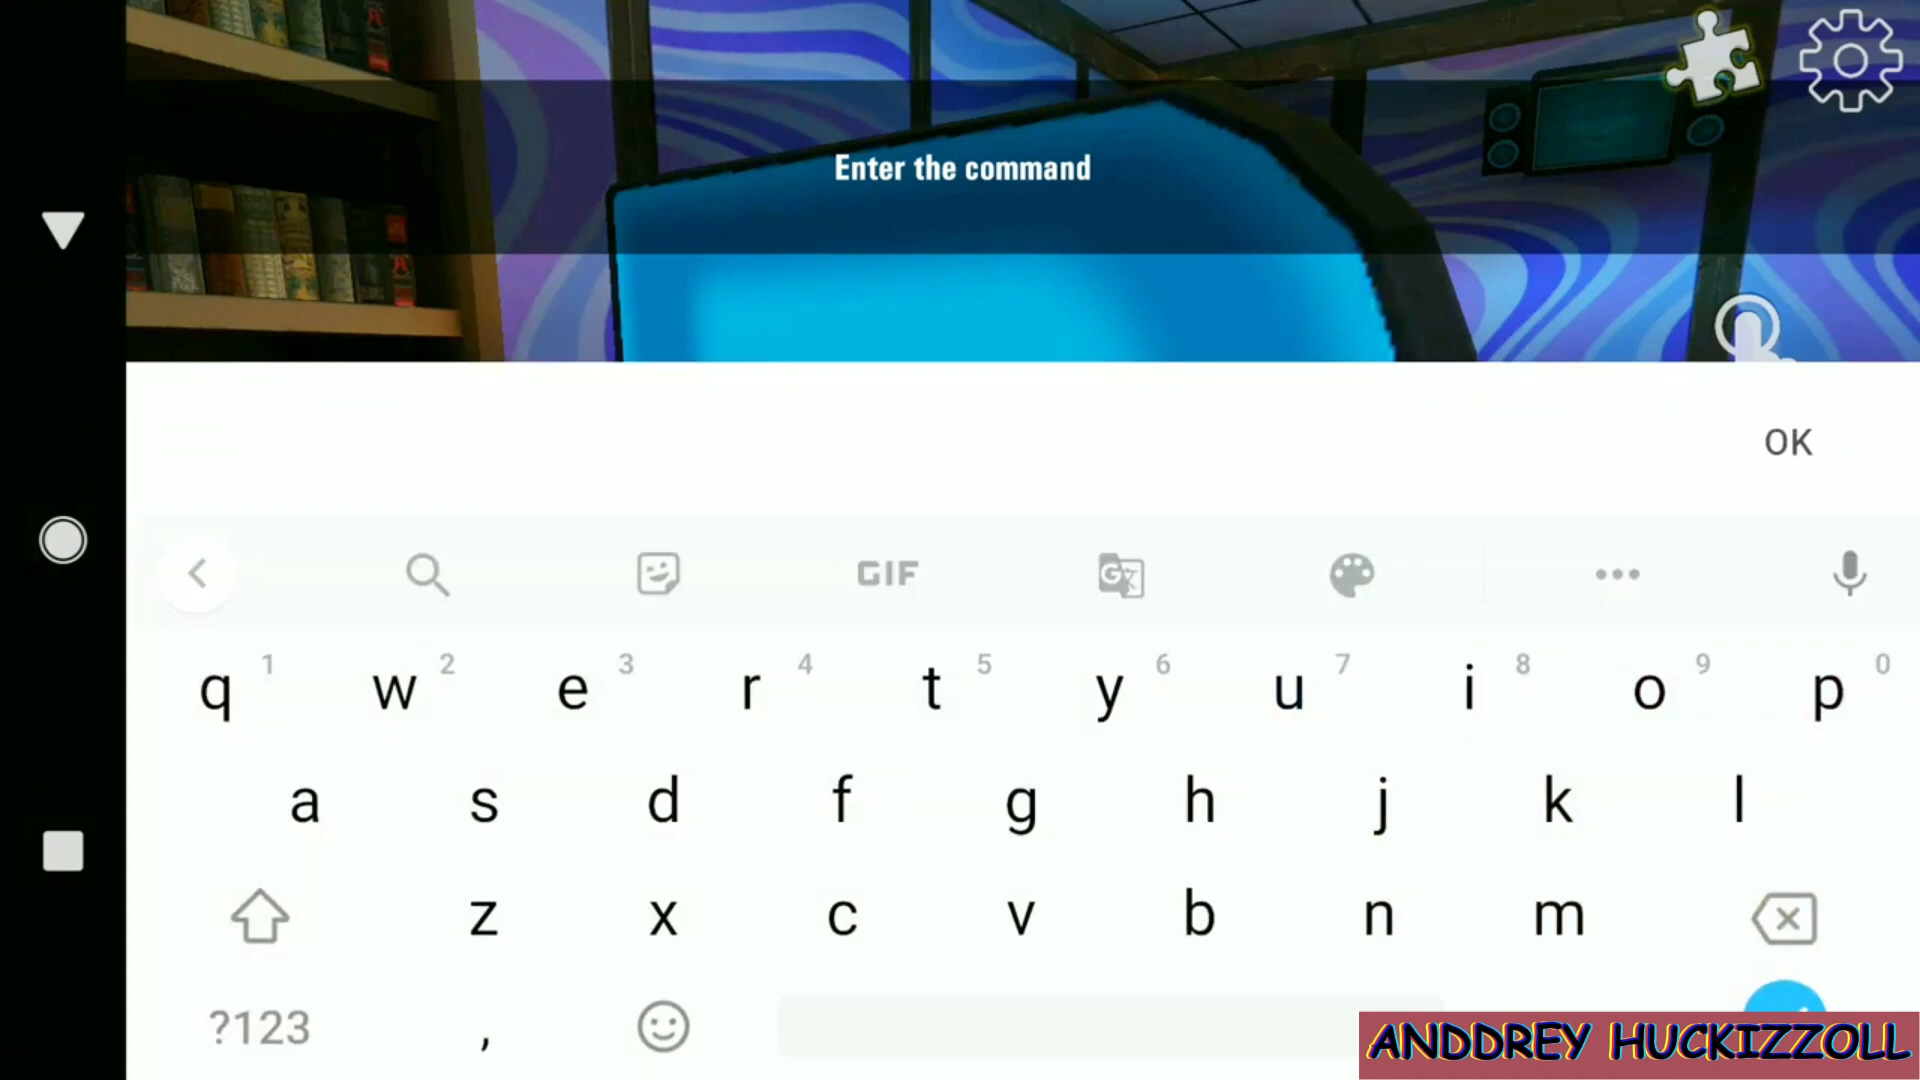 Enter the command
OK
GIF
G
q 1 w 2 e 3 r 4 t 5 y 6 u 7 i 8 o 9 p 0
a s d f g h j k l
z x c v b n m
?123 ,
ANDDREY HUCKIZZOLL